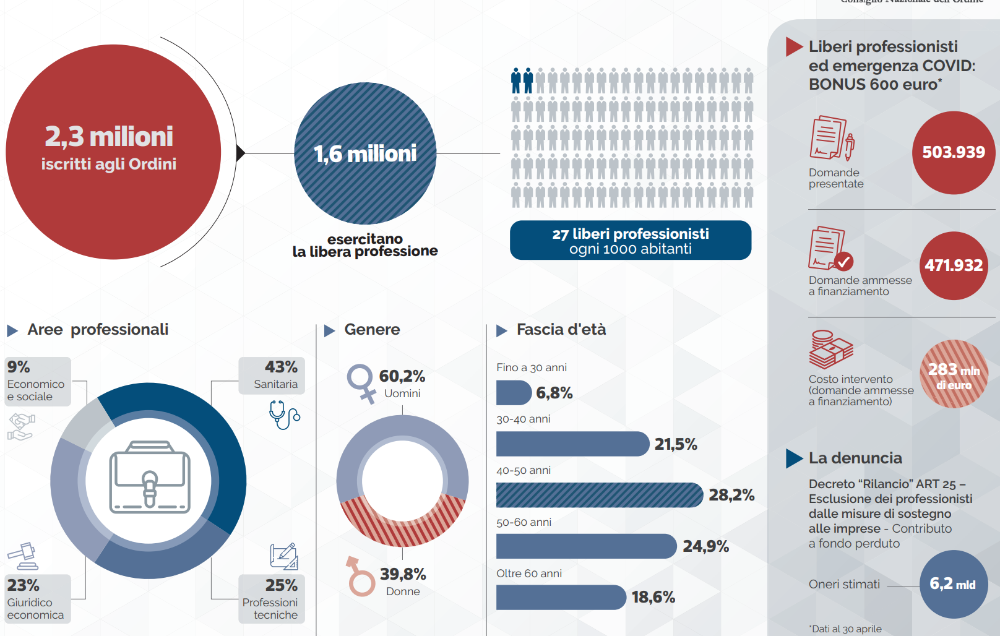 Consiglio Nazionale dell'Ordine
2,3 milioni
iscritti agli Ordini
1,6 milioni
esercitano
la libera professione
27 liberi professionisti
ogni 1000 abitanti
Aree professionali
9%
Economico
e sociale
43%
Sanitaria
23%
Giuridico
economica
25%
Professioni
tecniche
Genere
60,2%
Uomini
39,8%
Donne
Fascia d'età
Fino a 30 anni
6,8%
30-40 anni
21,5%
40-50 anni
28,2%
50-60 anni
24,9%
Oltre 60 anni
18,6%
Liberi professionisti
ed emergenza COVID:
BONUS 600 euro*
Domande
presentate
503.939
Domande ammesse
a finanziamento
471.932
Costo intervento
(domande ammesse
a finanziamento)
283 mln
di euro
La denuncia
Decreto “Rilancio” ART 25 –
Esclusione dei professionisti
dalle misure di sostegno
alle imprese - Contributo
a fondo perduto
Oneri stimati
6,2 mld
*Dati al 30 aprile